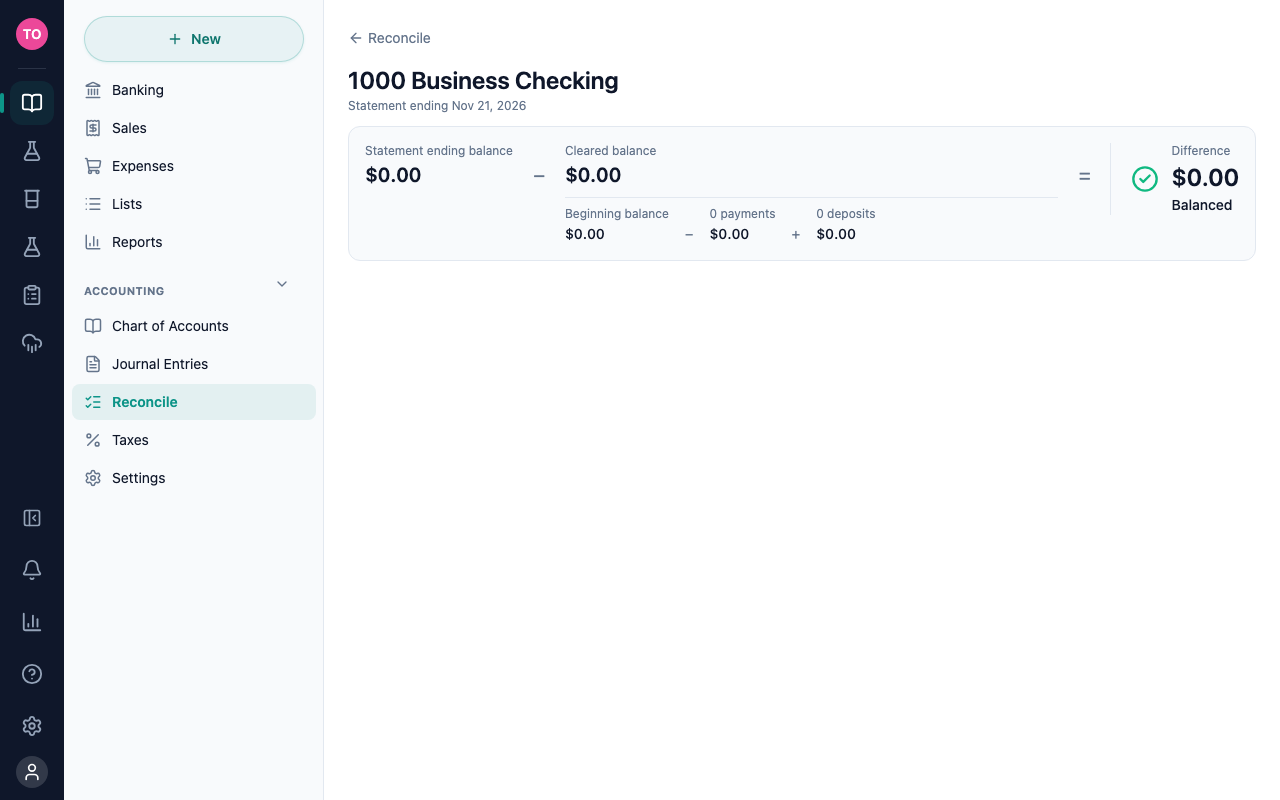 TO
New
Banking
Sales
Expenses
Lists
Reports
ACCOUNTING
Chart of Accounts
Journal Entries
Reconcile
Taxes
Settings
← Reconcile
1000 Business Checking
Statement ending Nov 21, 2026
Statement ending balance
$0.00
–
Cleared balance
$0.00
Beginning balance
$0.00
–
0 payments
$0.00
+
0 deposits
$0.00
=
Difference
$0.00
Balanced